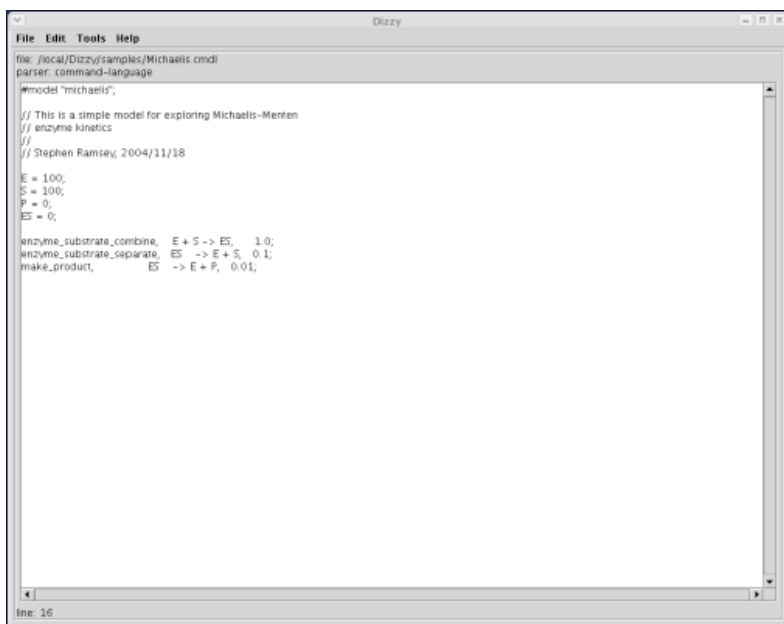 Dizzy
File Edit Tools Help
file: /local/Dizzy/samples/Michaelis.cmdl
parser: command-language
#model "michaelis";
// This is a simple model for exploring Michaelis-Menten
// enzyme kinetics
//
// Stephen Ramsey, 2004/11/18
E = 100;
S = 100;
P = 0;
ES = 0;
enzyme_substrate_combine, E + S -> ES, 1.0;
enzyme_substrate_separate, ES -> E + S, 0.1;
make_product, ES -> E + P, 0.01;
line: 16